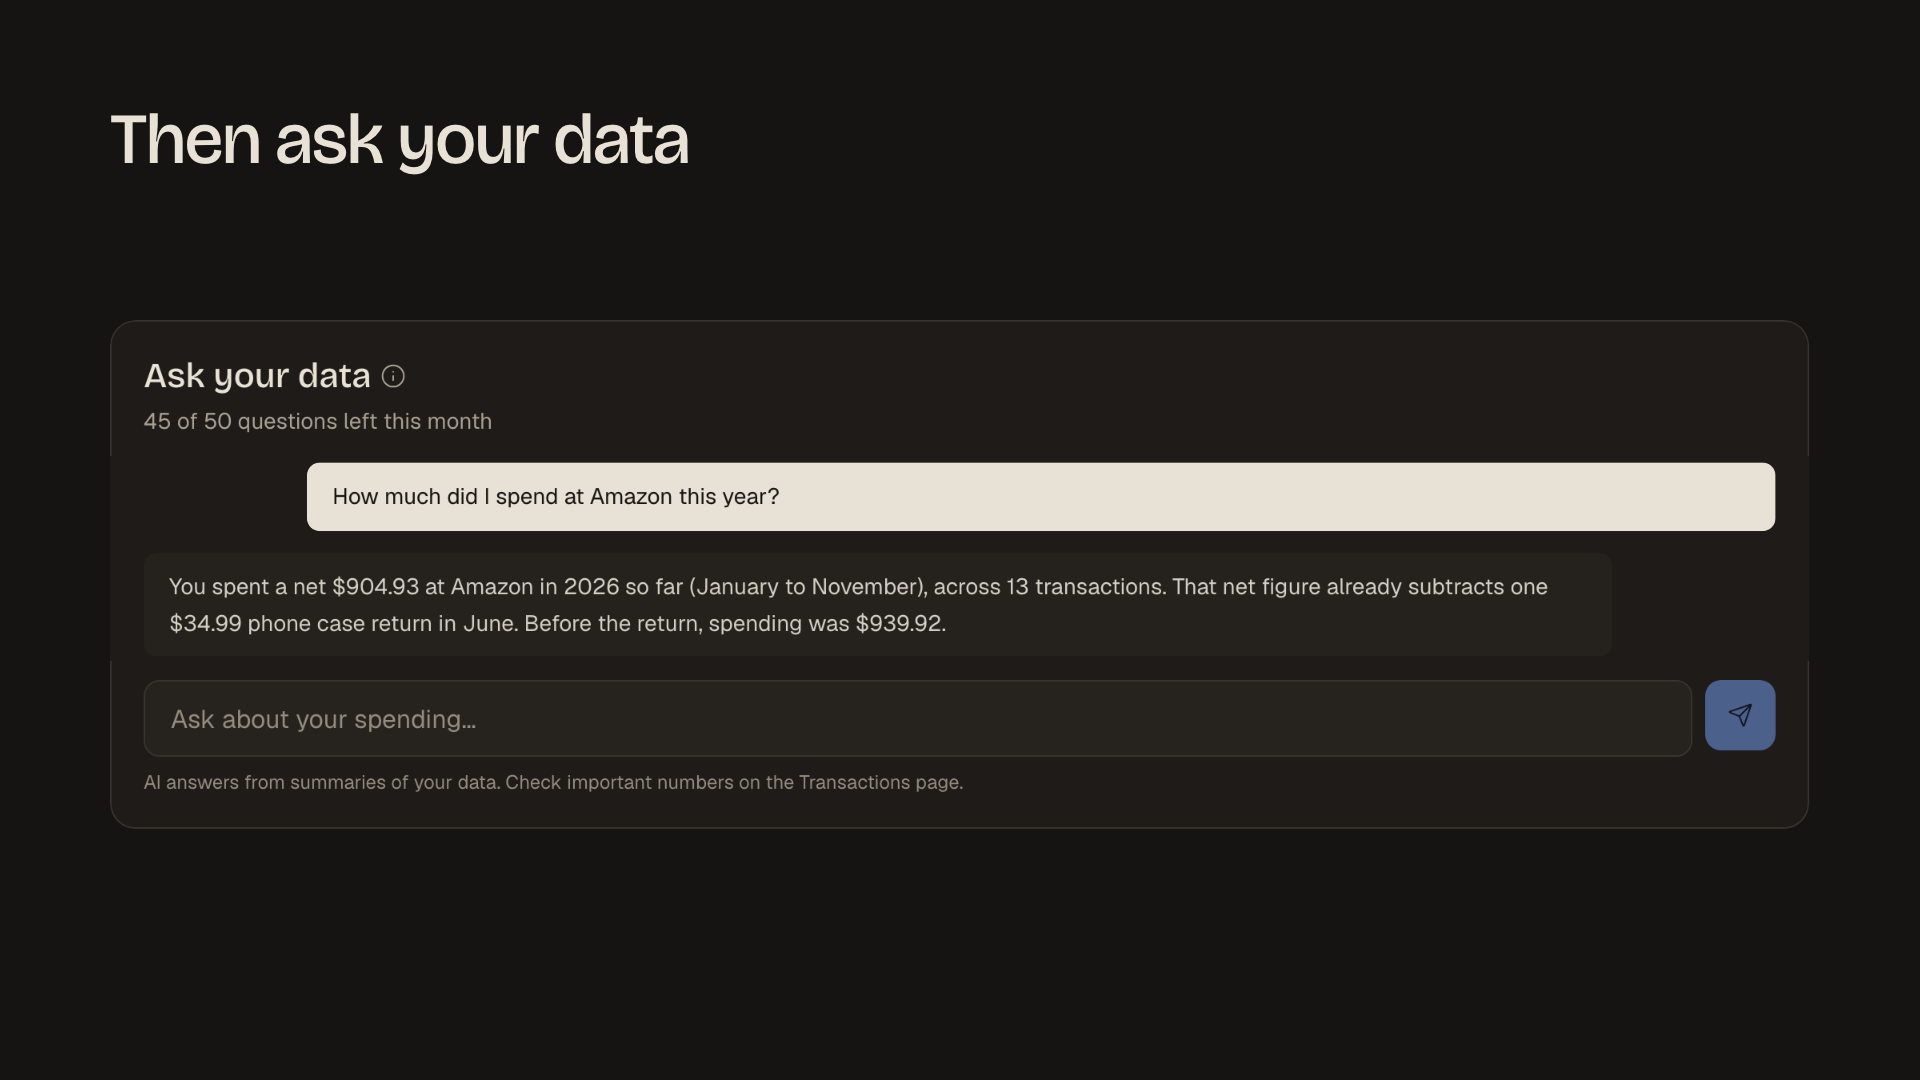 Then ask your data
Ask your data
45 of 50 questions left this month
How much did I spend at Amazon this year?
You spent a net $904.93 at Amazon in 2026 so far (January to November), across 13 transactions. That net figure already subtracts one
$34.99 phone case return in June. Before the return, spending was $939.92.
Ask about your spending…
AI answers from summaries of your data. Check important numbers on the Transactions page.